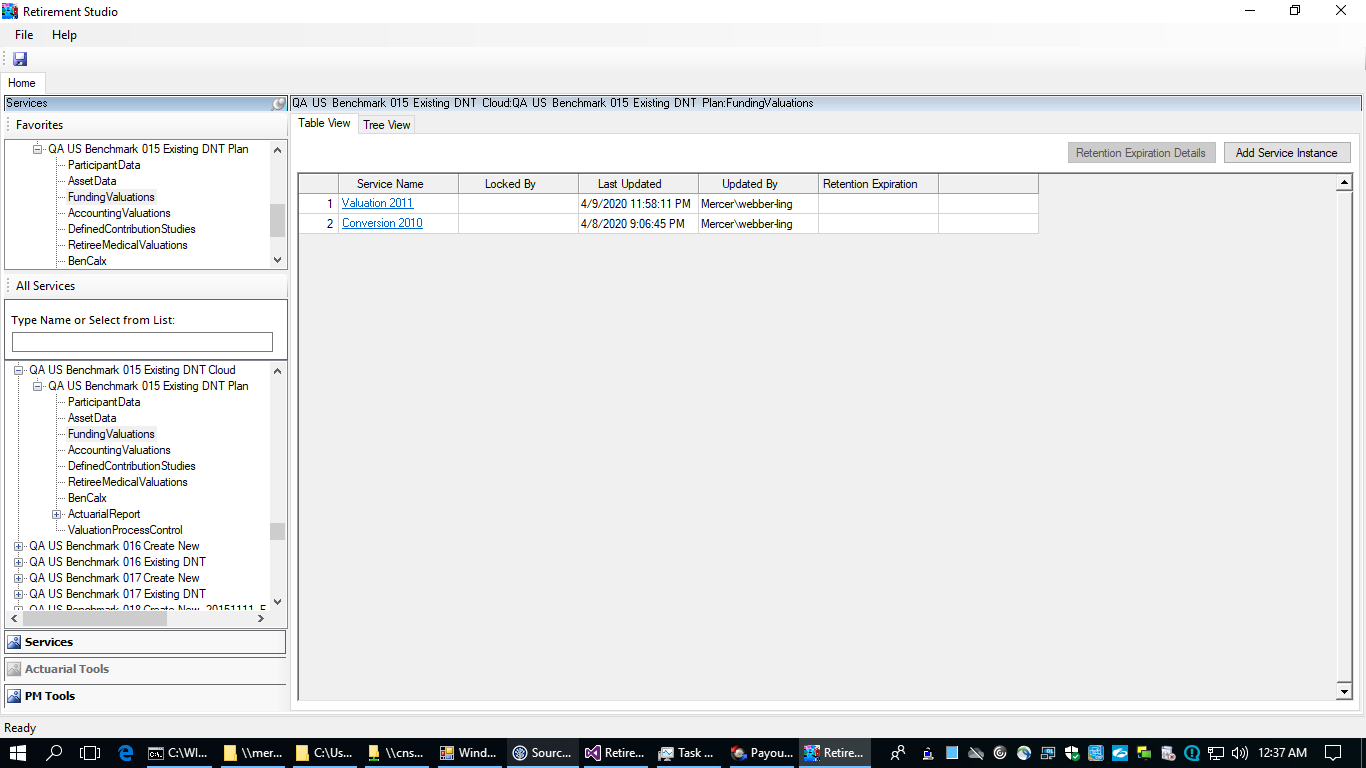 Retirement Studio
File Help
Home
Services
QA US Benchmark 015 Existing DNT Cloud:QA US Benchmark 015 Existing DNT Plan:FundingValuations
Favorites
Table View Tree View
QA US Benchmark 015 Existing DNT Plan
ParticipantData
AssetData
FundingValuations
AccountingValuations
DefinedContributionStudies
RetireeMedicalValuations
BenCalx
Retention Expiration Details Add Service Instance
Service Name Locked By Last Updated Updated By Retention Expiration
1 Valuation 2011 4/9/2020 11:58:11 PM Mercer\webber-ling
2 Conversion 2010 4/8/2020 9:06:45 PM Mercer\webber-ling
All Services
Type Name or Select from List:
QA US Benchmark 015 Existing DNT Cloud
QA US Benchmark 015 Existing DNT Plan
ParticipantData
AssetData
FundingValuations
AccountingValuations
DefinedContributionStudies
RetireeMedicalValuations
BenCalx
ActuarialReport
ValuationProcessControl
QA US Benchmark 016 Create New
QA US Benchmark 016 Existing DNT
QA US Benchmark 017 Create New
QA US Benchmark 017 Existing DNT
QA US Benchmark 018 Create New_20151111_F
Services
Actuarial Tools
PM Tools
Ready
C:\WI... \\mer... C:\Us... \\cns... Wind... Sourc... Retire... Task ... Payou... Retire... 12:37 AM